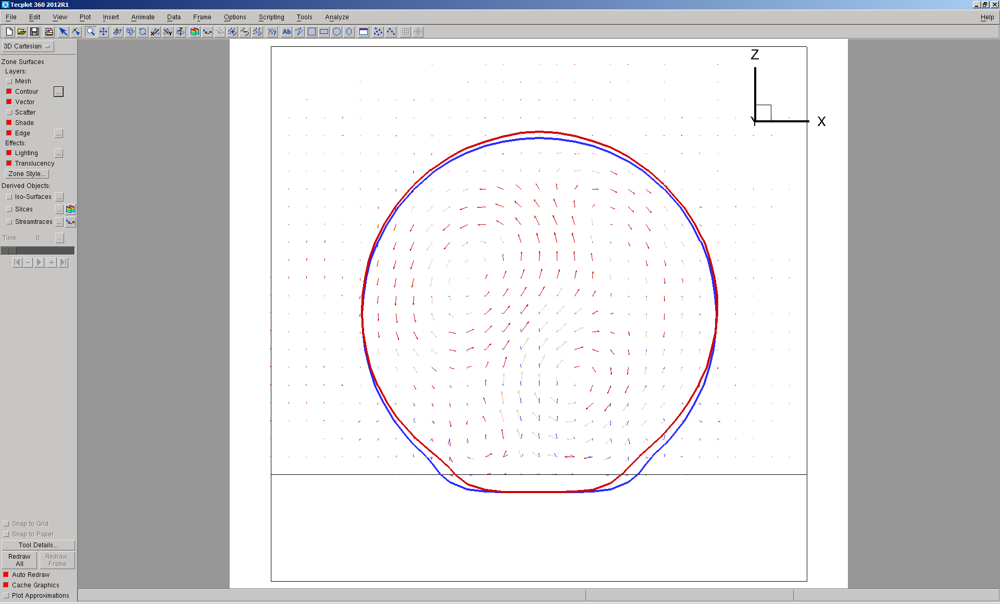 Tecplot 360 2012R1
File Edit View Plot Insert Animate Data Frame Options Scripting Tools Analyze Help
Ab
3D Cartesian
Zone Surfaces
Layers:
Mesh
Contour ...
Vector
Scatter
Shade
Edge ...
Effects:
Lighting ...
Translucency
Zone Style...
Derived Objects:
Iso-Surfaces ...
Slices ...
Streamtraces ...
Time 0 ...
Snap to Grid
Snap to Paper
Tool Details...
Redraw All
Redraw Frame
Auto Redraw
Cache Graphics
Plot Approximations
Z
Y
X